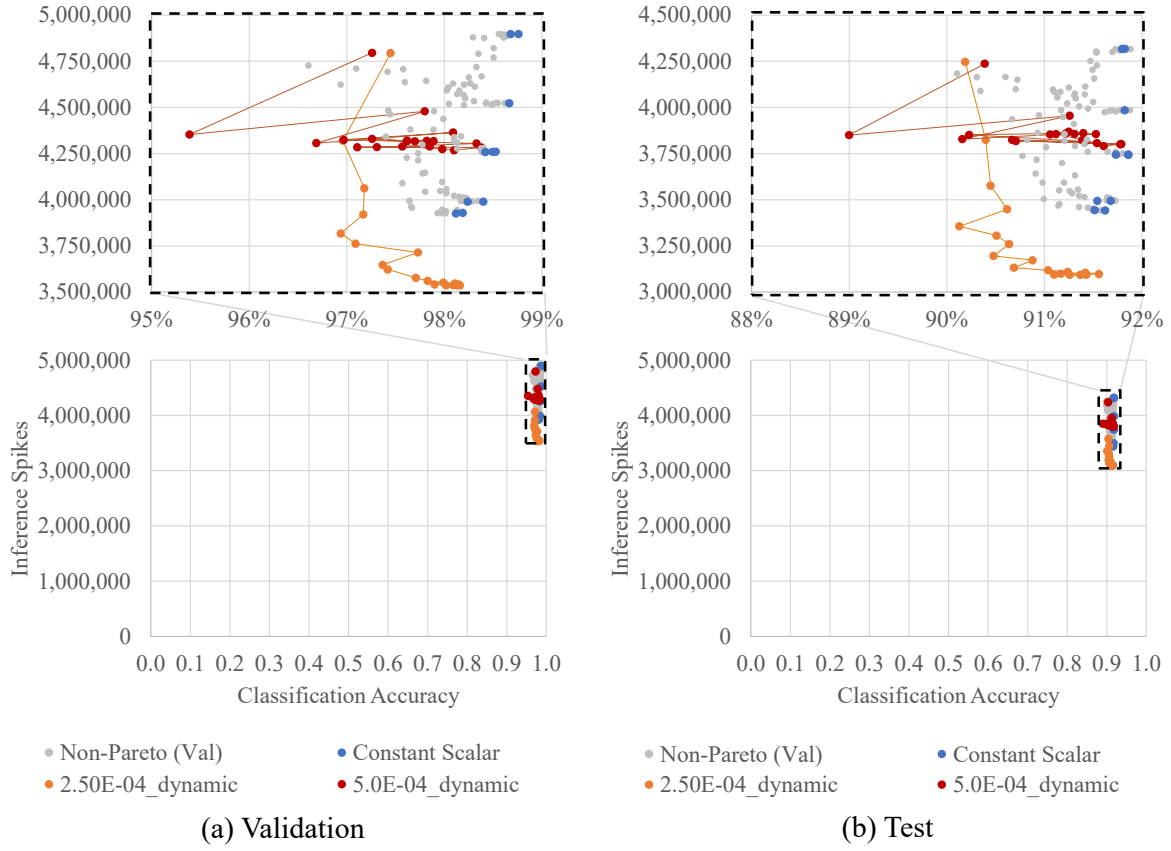 5,000,000
4,750,000
4,500,000
4,250,000
4,000,000
3,750,000
3,500,000
95% 96% 97% 98% 99%
4,500,000
4,250,000
4,000,000
3,750,000
3,500,000
3,250,000
3,000,000
88% 89% 90% 91% 92%
Inference Spikes
5,000,000
4,000,000
3,000,000
2,000,000
1,000,000
0
0.0 0.1 0.2 0.3 0.4 0.5 0.6 0.7 0.8 0.9 1.0
Classification Accuracy
Inference Spikes
5,000,000
4,000,000
3,000,000
2,000,000
1,000,000
0
0.0 0.1 0.2 0.3 0.4 0.5 0.6 0.7 0.8 0.9 1.0
Classification Accuracy
Non-Pareto (Val) Constant Scalar
2.50E-04_dynamic 5.0E-04_dynamic
(a) Validation
Non-Pareto (Val) Constant Scalar
2.50E-04_dynamic 5.0E-04_dynamic
(b) Test